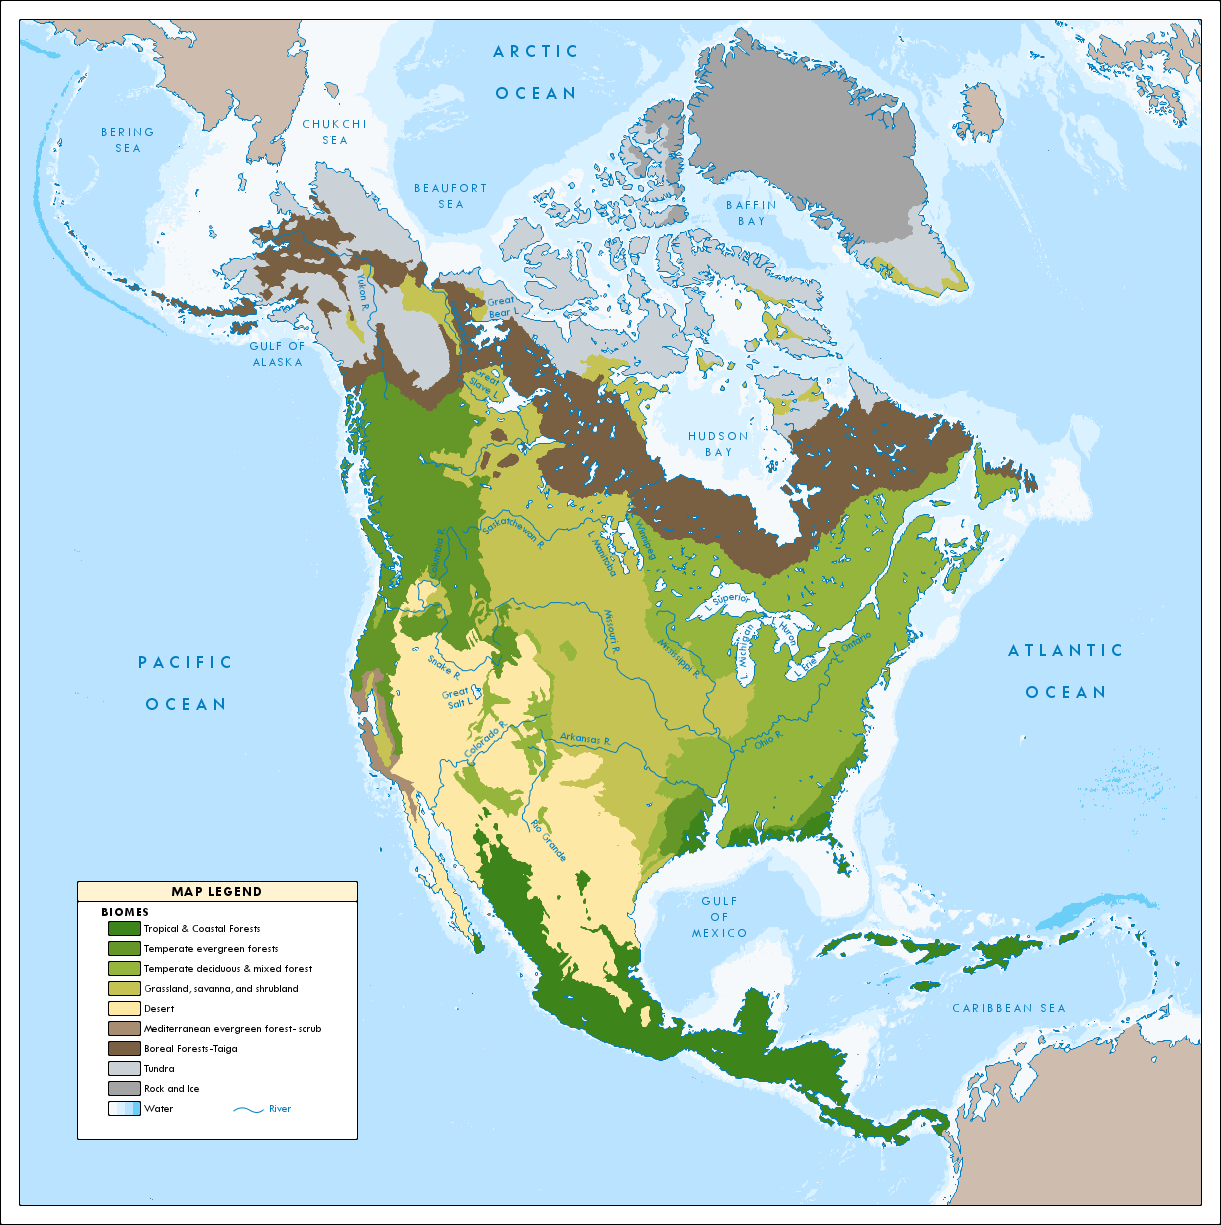 ARCTIC
OCEAN
BERING
SEA
CHUKCHI
SEA
BEAUFORT
SEA
BAFFIN
BAY
Yukon R.
Great
Bear L.
GULF OF
ALASKA
Great
Slave L.
HUDSON
BAY
Saskatchewan R.
Columbia R.
L. Manitoba
L. Winnipeg
L. Superior
L. Michigan
L. Huron
L. Erie
L. Ontario
Missouri R.
Mississippi R.
Snake R.
Great
Salt L.
PACIFIC
OCEAN
ATLANTIC
OCEAN
Colorado R.
Arkansas R.
Ohio R.
Rio Grande
GULF
OF
MEXICO
CARIBBEAN SEA
MAP LEGEND
BIOMES
Tropical & Coastal Forests
Temperate evergreen forests
Temperate deciduous & mixed forest
Grassland, savanna, and shrubland
Desert
Mediterranean evergreen forest- scrub
Boreal Forests-Taiga
Tundra
Rock and Ice
Water
River